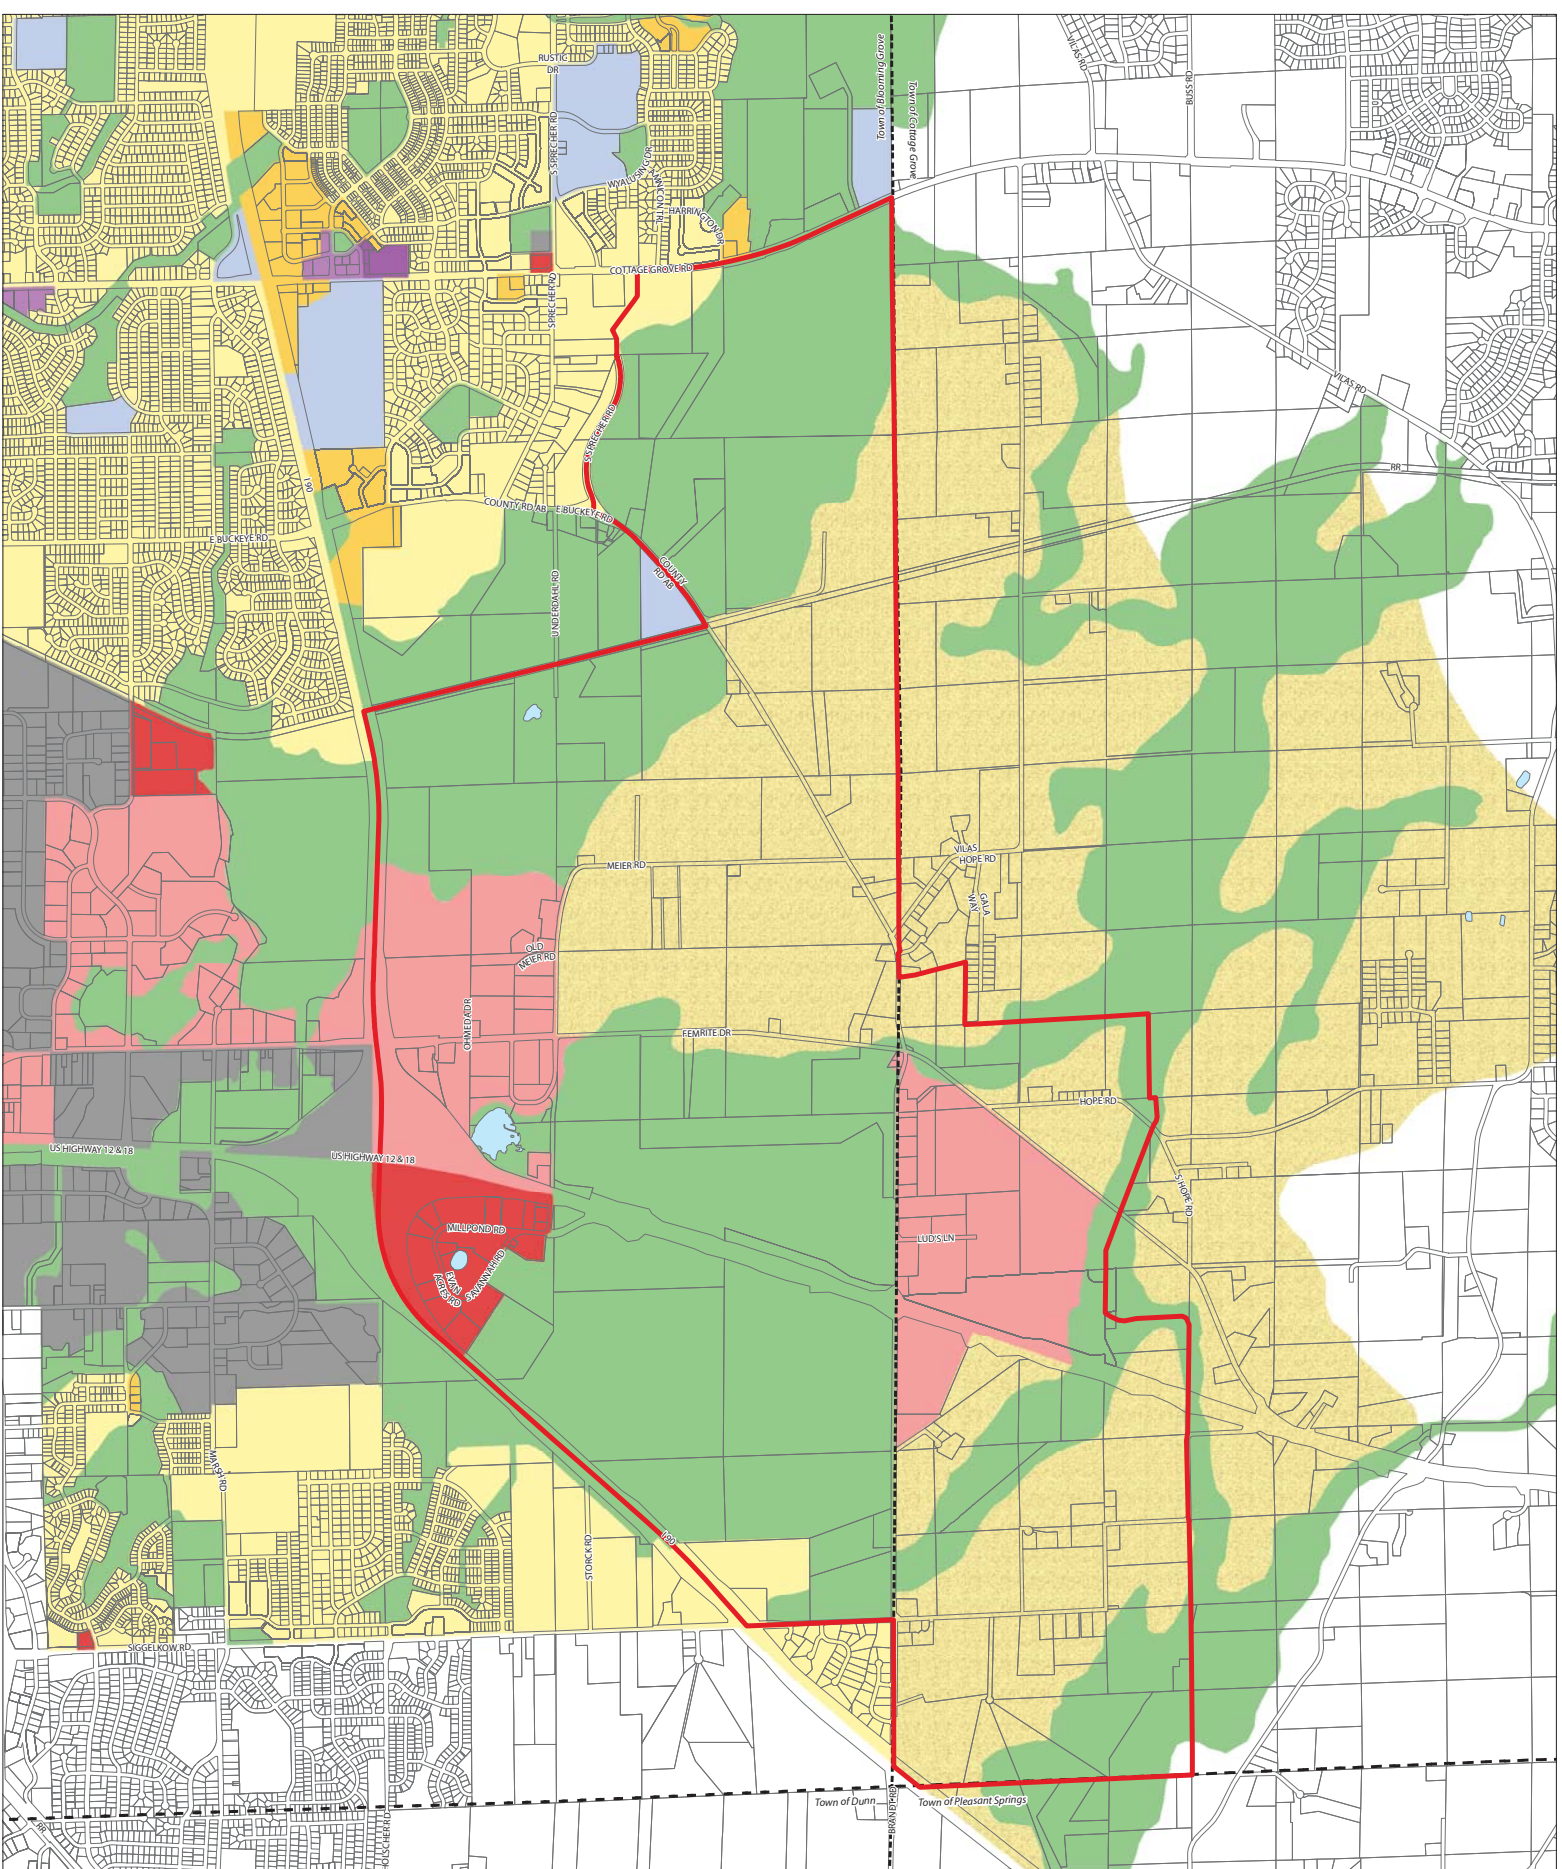 RUSTIC
DR
S SPRECHER RD
Town of Blooming Grove
Town of Cottage Grove
VILAS RD
BUSS RD
WYALUSING DR
HARRINGTON DR
COTTAGE GROVE RD
SPRECHER RD
VILAS RD
S SPRECHER RD
RR
I 90
COUNTY RD AB
E BUCKEYE RD
E BUCKEYE RD
COUNTY
RD AB
UNDERDAHL RD
MEIER RD
VILAS
HOPE RD
GALA
WAY
OLD
MEIER RD
OHMEDA DR
FEMRITE DR
HOPE RD
US HIGHWAY 12 & 18
US HIGHWAY 12 & 18
S HOPE RD
MILLPOND RD
LUD'S LN
EVAN
ACRES RD
SAVANNAH RD
MARSH RD
I 90
STORCK RD
SIGGELKOW RD
Town of Dunn
BRANDT RD
Town of Pleasant Springs
RR
HOLSCHER RD